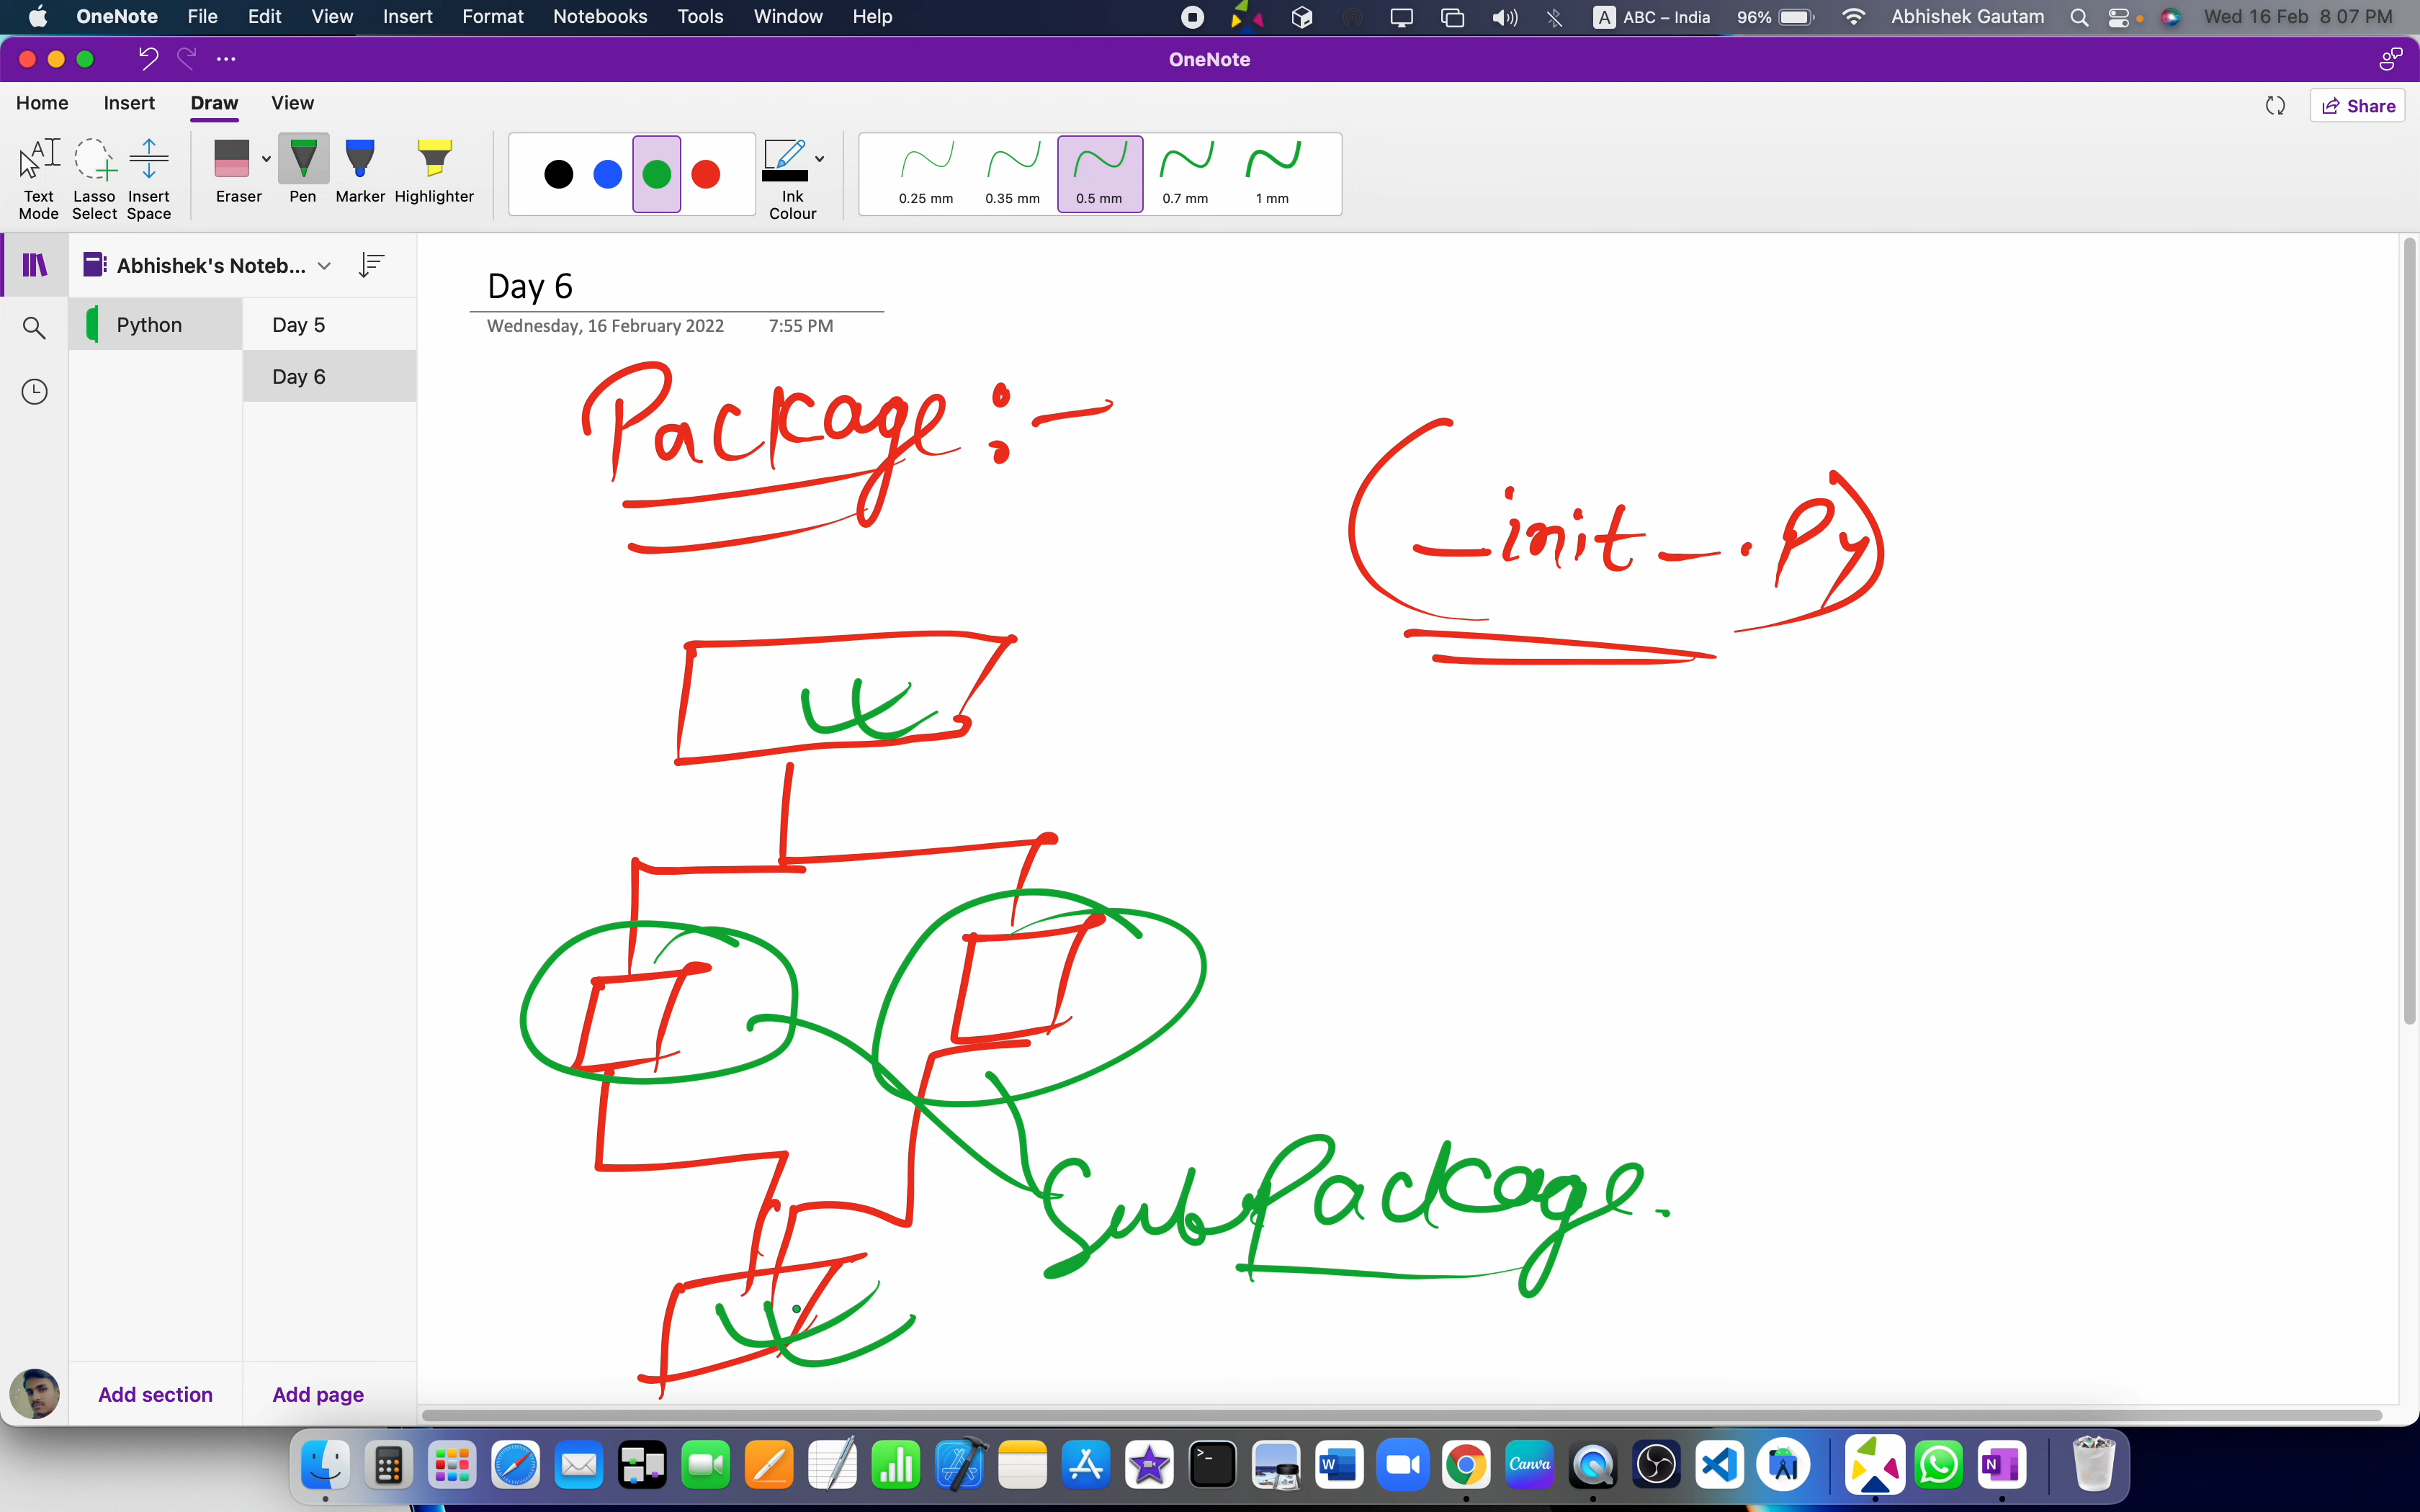 OneNote File Edit View Insert Format Notebooks Tools Window Help A ABC – India 96% Abhishek Gautam Wed 16 Feb 8 07 PM
OneNote
Home Insert Draw View Share
Text Mode Lasso Select Insert Space Eraser Pen Marker Highlighter Ink Colour 0.25 mm 0.35 mm 0.5 mm 0.7 mm 1 mm
Abhishek's Noteb...
Python
Day 5
Day 6
Day 6
Wednesday, 16 February 2022 7:55 PM
Package :-
(_init_.Py)
SubPackage.
Add section Add page
W Canva N